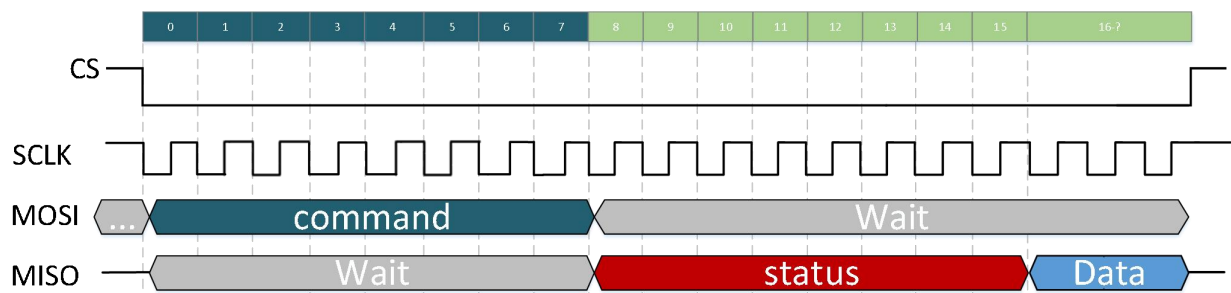 0 1 2 3 4 5 6 7 8 9 10 11 12 13 14 15 16-?
CS
SCLK
MOSI ... command Wait
MISO Wait status Data